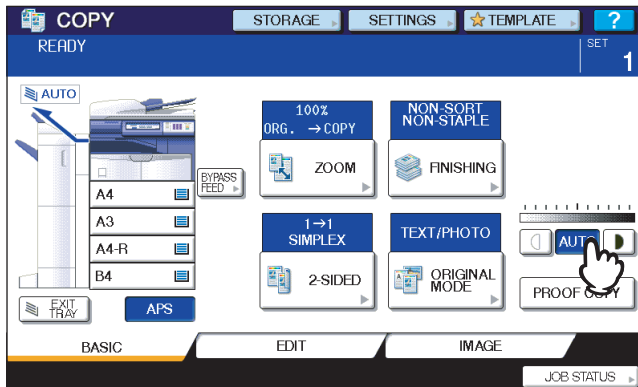 COPY
STORAGE
SETTINGS
TEMPLATE
?
READY
SET
1
AUTO
100%
ORG. → COPY
ZOOM
NON-SORT
NON-STAPLE
FINISHING
BYPASS
FEED
A4
A3
A4-R
B4
1→1
SIMPLEX
2-SIDED
TEXT/PHOTO
ORIGINAL
MODE
AUTO
PROOF COPY
EXIT
TRAY
APS
BASIC
EDIT
IMAGE
JOB STATUS